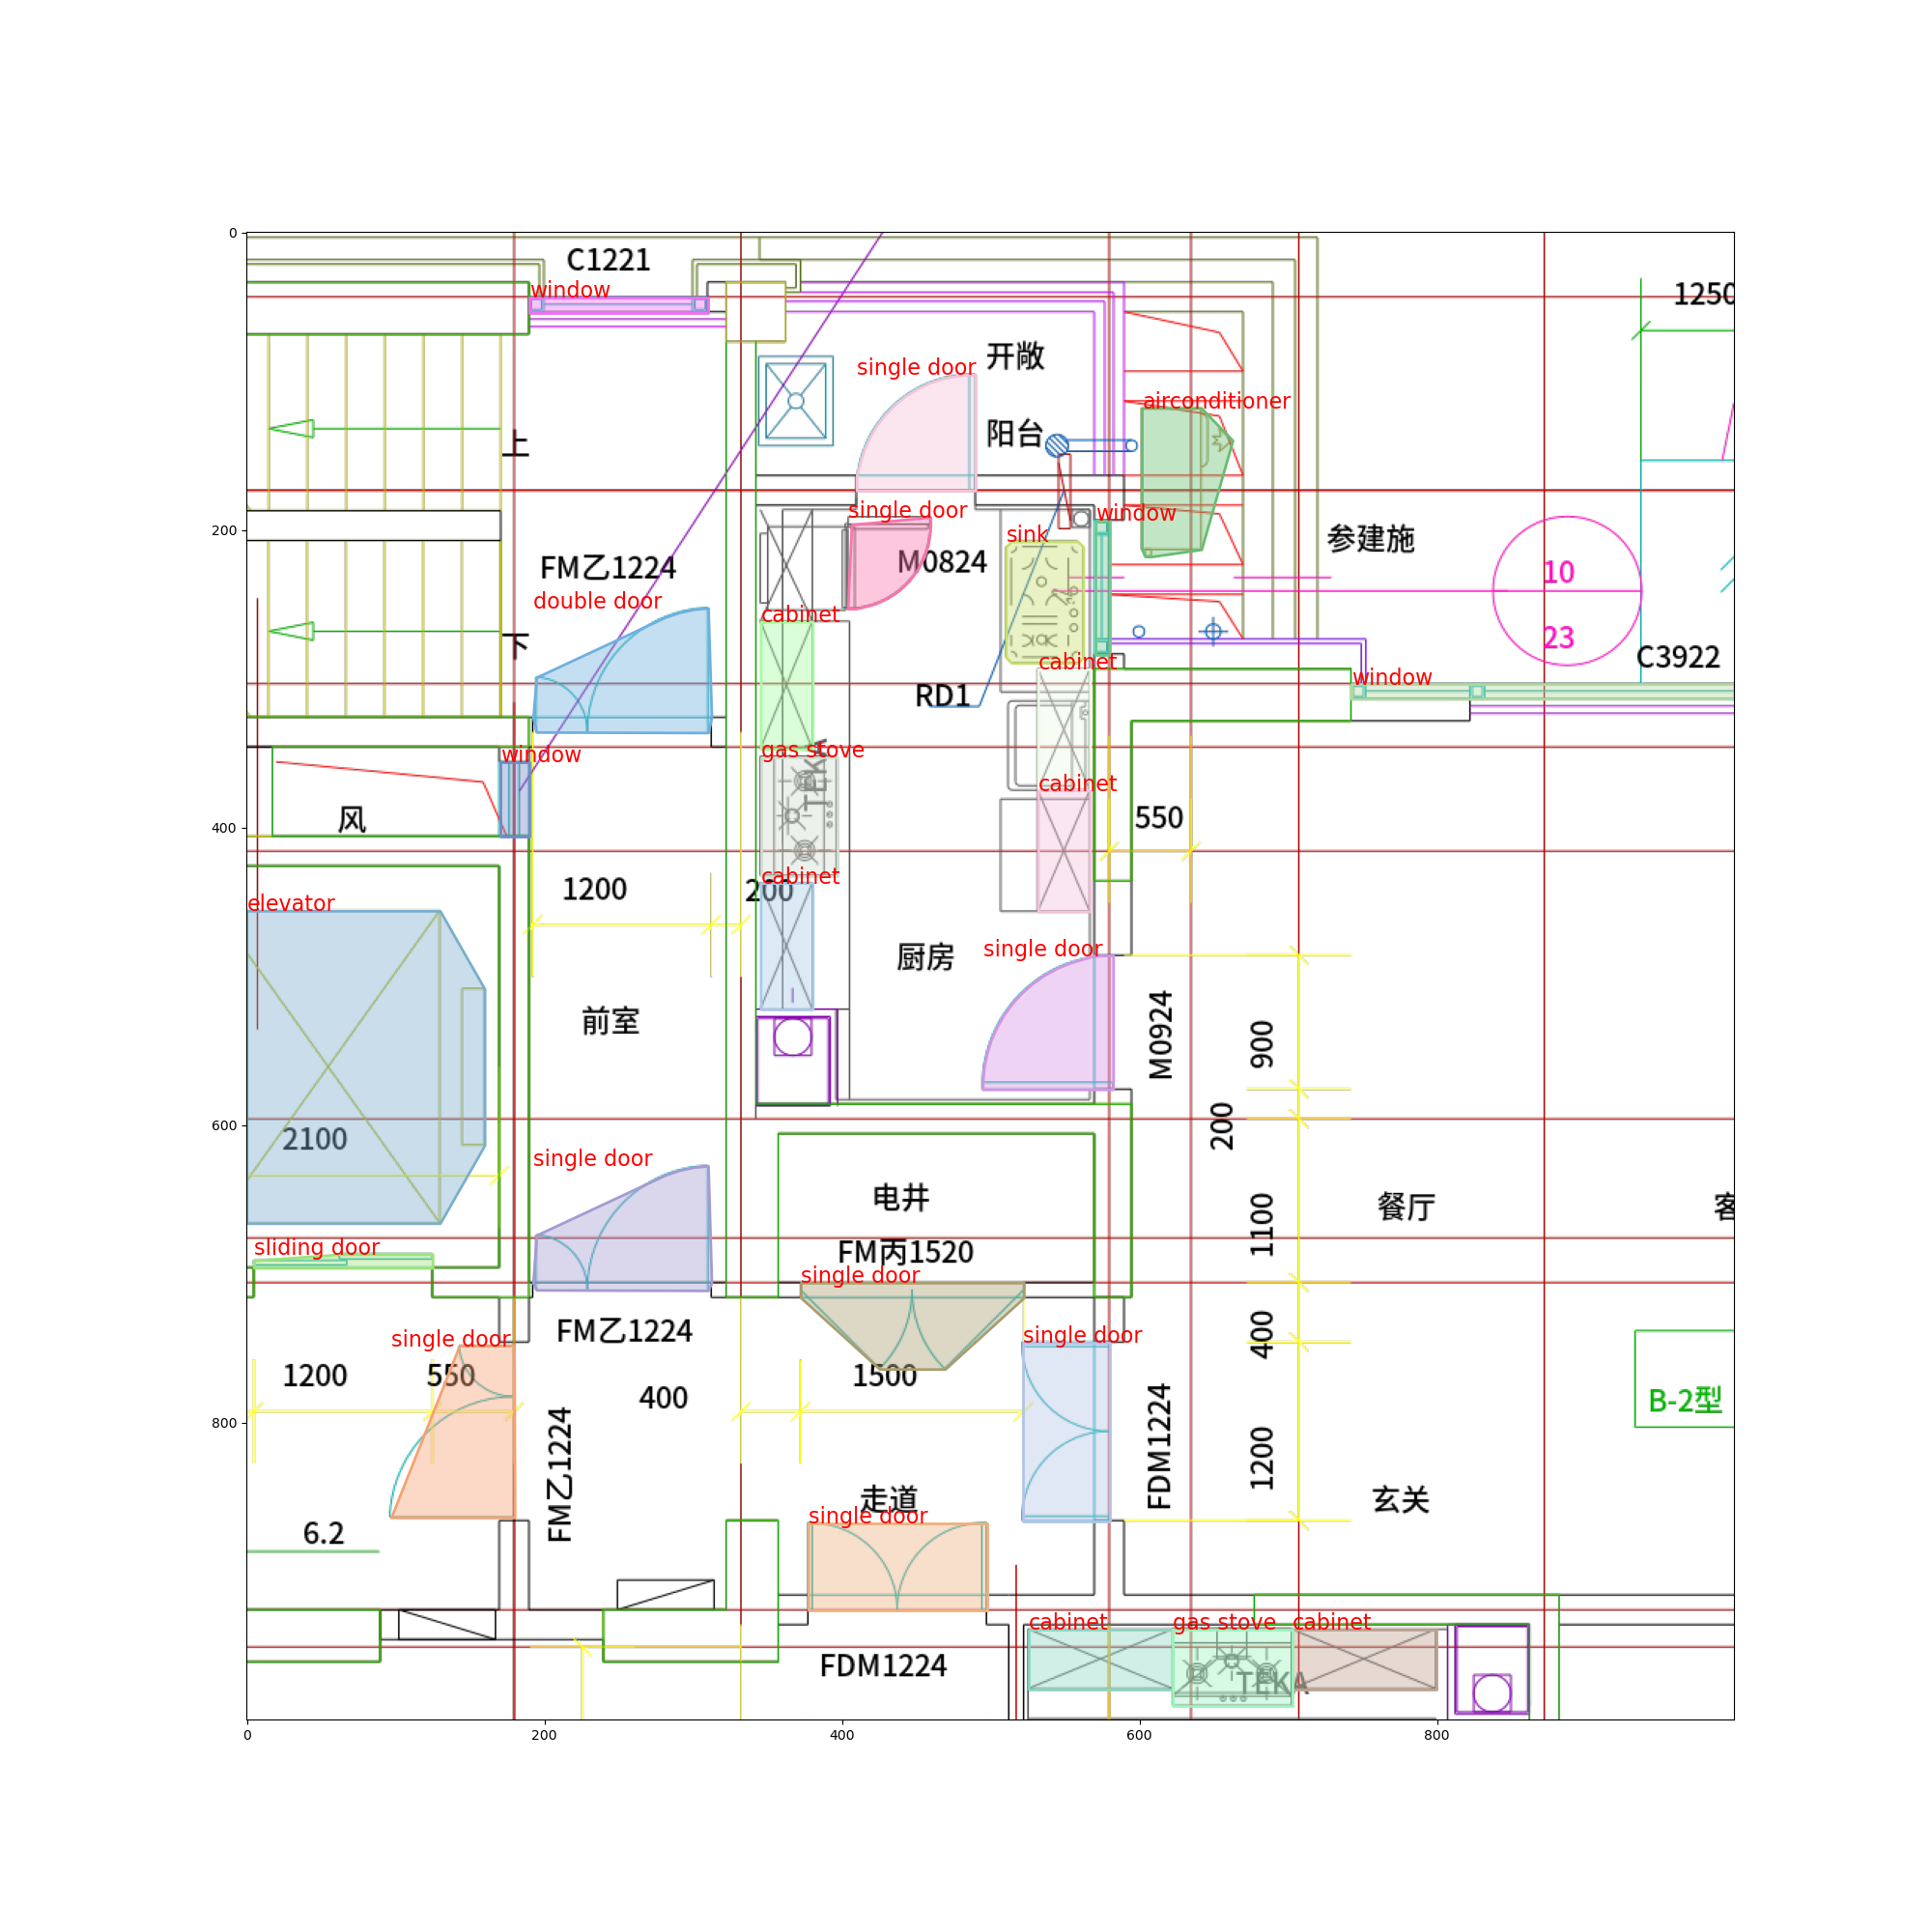 C1221
window
1250
开敞
single door
airconditioner
阳台
上
single door
window
sink
参建施
M0824
FM乙1224
10
double door
cabinet
23
下
C3922
cabinet
window
RD1
window
gas stove
TEKA
cabinet
风
550
cabinet
1200
200
elevator
single door
厨房
前室
M0924
900
200
2100
single door
电井
1100
餐厅
客
FM丙1520
sliding door
single door
FM乙1224
single door
single door
400
1200
550
1500
400
B-2型
FM乙1224
FDM1224
1200
走道
玄关
single door
6.2
cabinet
gas stove
cabinet
FDM1224
TEKA
0
200
400
600
800
0
200
400
600
800